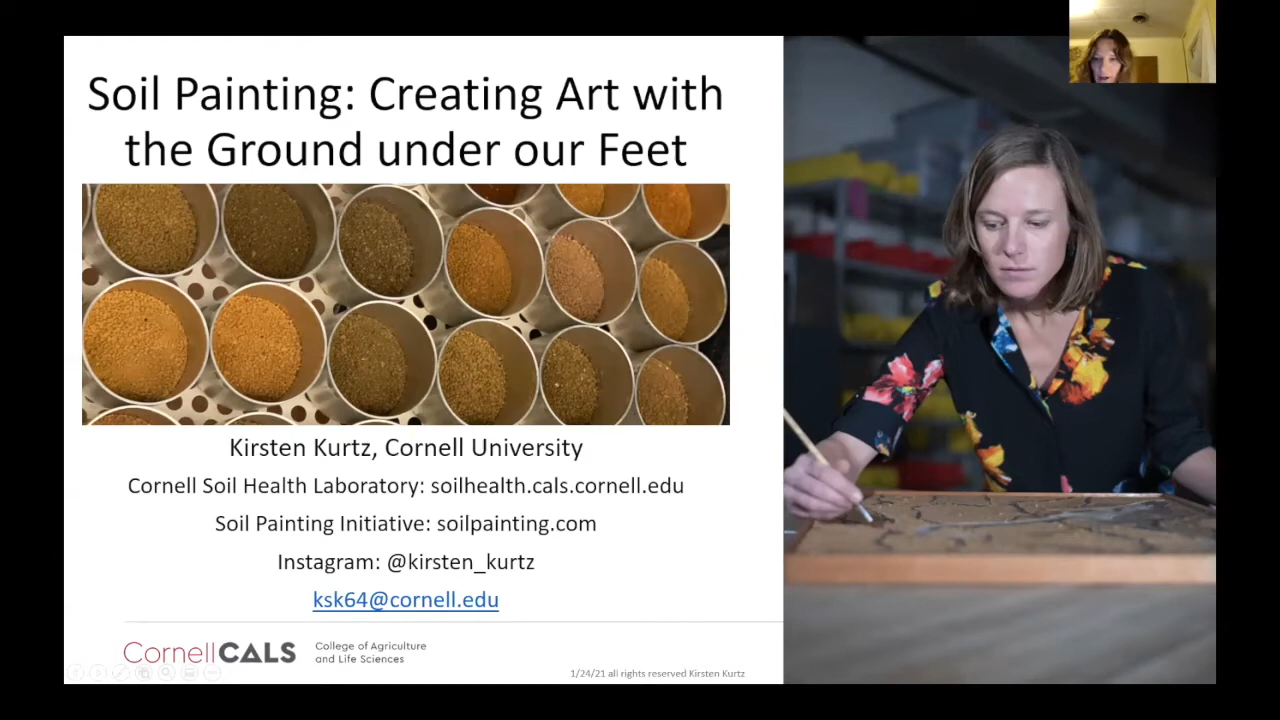 Soil Painting: Creating Art with
the Ground under our Feet
Kirsten Kurtz, Cornell University
Cornell Soil Health Laboratory: soilhealth.cals.cornell.edu
Soil Painting Initiative: soilpainting.com
Instagram: @kirsten_kurtz
ksk64@cornell.edu
CornellCALS
College of Agriculture
and Life Sciences
1/24/21 all rights reserved Kirsten Kurtz